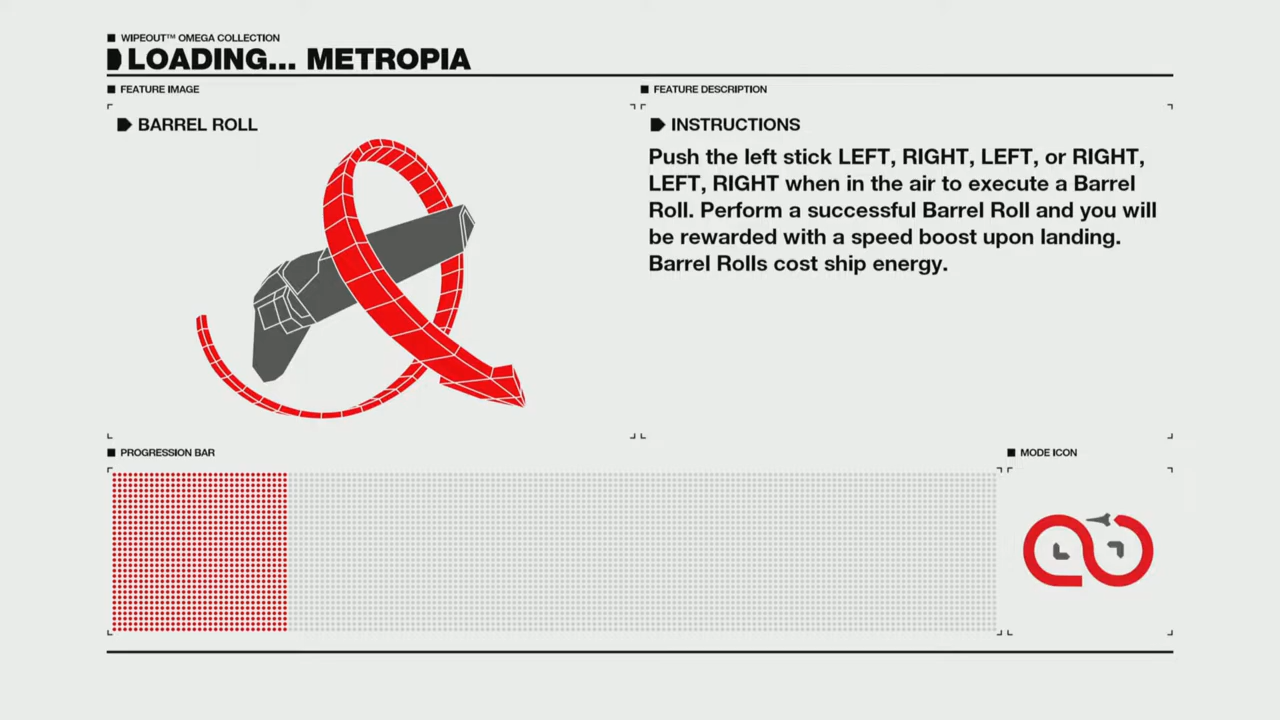 WIPEOUT™ OMEGA COLLECTION
LOADING... METROPIA
FEATURE IMAGE
BARREL ROLL
FEATURE DESCRIPTION
INSTRUCTIONS
Push the left stick LEFT, RIGHT, LEFT, or RIGHT,
LEFT, RIGHT when in the air to execute a Barrel
Roll. Perform a successful Barrel Roll and you will
be rewarded with a speed boost upon landing.
Barrel Rolls cost ship energy.
PROGRESSION BAR
MODE ICON